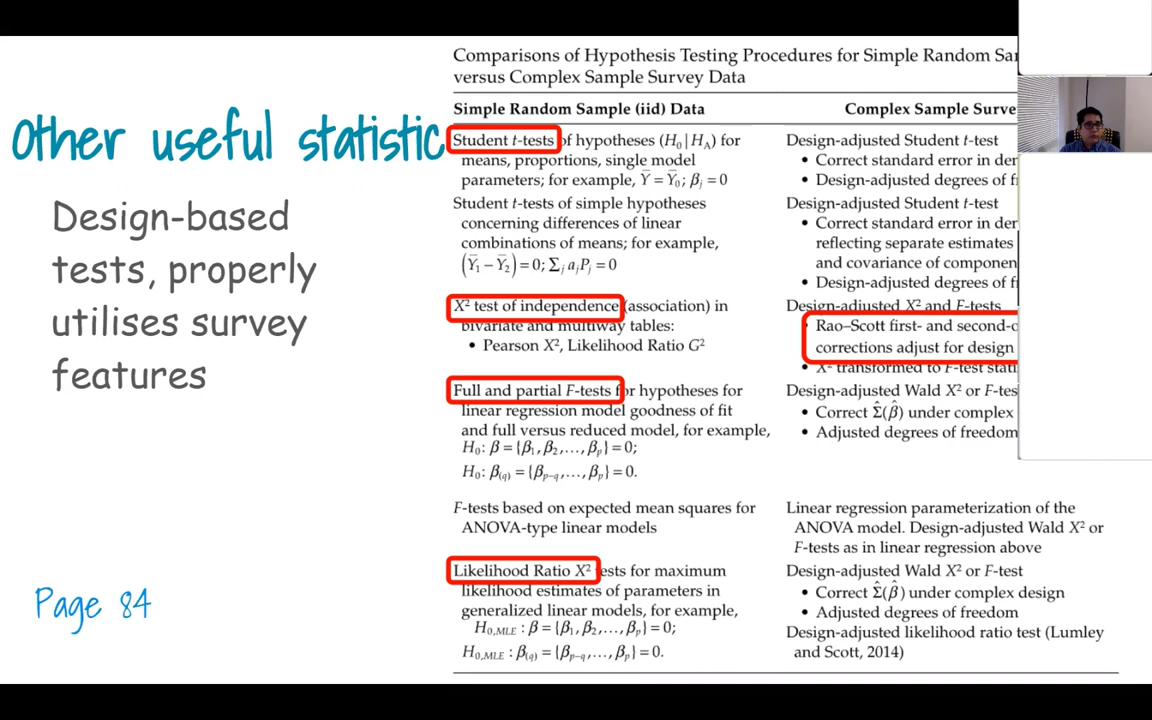 Other useful statistic
Design-based
tests, properly
utilises survey
features
Page 84
Comparisons of Hypothesis Testing Procedures for Simple Random
versus Complex Sample Survey Data
Simple Random Sample (iid) Data
Student t-tests of hypotheses (H₀|H_A) for
means, proportions, single model
parameters; for example, Ȳ = Ȳ₀; βⱼ = 0
Student t-tests of simple hypotheses
concerning differences of linear
combinations of means; for example,
(Ȳ₁ − Ȳ₂) = 0; Σⱼ aⱼPⱼ = 0
X² test of independence (association) in
bivariate and multiway tables:
• Pearson X², Likelihood Ratio G²
Full and partial F-tests for hypotheses for
linear regression model goodness of fit
and full versus reduced model, for example,
H₀: β = {β₁, β₂,…, βₚ} = 0;
H₀: β₍q₎ = {βₚ₋q,…, βₚ} = 0.
F-tests based on expected mean squares for
ANOVA-type linear models
Likelihood Ratio X² tests for maximum
likelihood estimates of parameters in
generalized linear models, for example,
H₀,MLE : β = {β₁, β₂,…, βₚ} = 0;
H₀,MLE : β₍q₎ = {βₚ₋q,…, βₚ} = 0.
Complex Sample Surve
Design-adjusted Student t-test
• Correct standard error in
• Design-adjusted degrees of
Design-adjusted Student t-test
• Correct standard error in
reflecting separate estimates
and covariance of
• Design-adjusted degrees of
Design-adjusted X² and F-tests
• Rao–Scott first- and
corrections adjust for design
• X² transformed to F-test
Design-adjusted Wald X² or
• Correct Σ̂(β̂) under complex
• Adjusted degrees of freedom
Linear regression parameterization of the
ANOVA model. Design-adjusted Wald X² or
F-tests as in linear regression above
Design-adjusted Wald X² or F-test
• Correct Σ̂(β̂) under complex design
• Adjusted degrees of freedom
Design-adjusted likelihood ratio test (Lumley
and Scott, 2014)